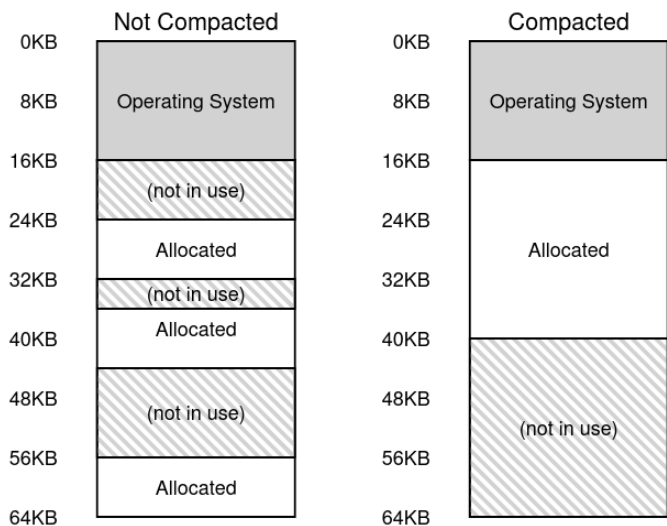 Not Compacted
0KB
8KB
16KB
24KB
32KB
40KB
48KB
56KB
64KB
Operating System
(not in use)
Allocated
(not in use)
Allocated
(not in use)
Allocated
Compacted
0KB
8KB
16KB
24KB
32KB
40KB
48KB
56KB
64KB
Operating System
Allocated
(not in use)